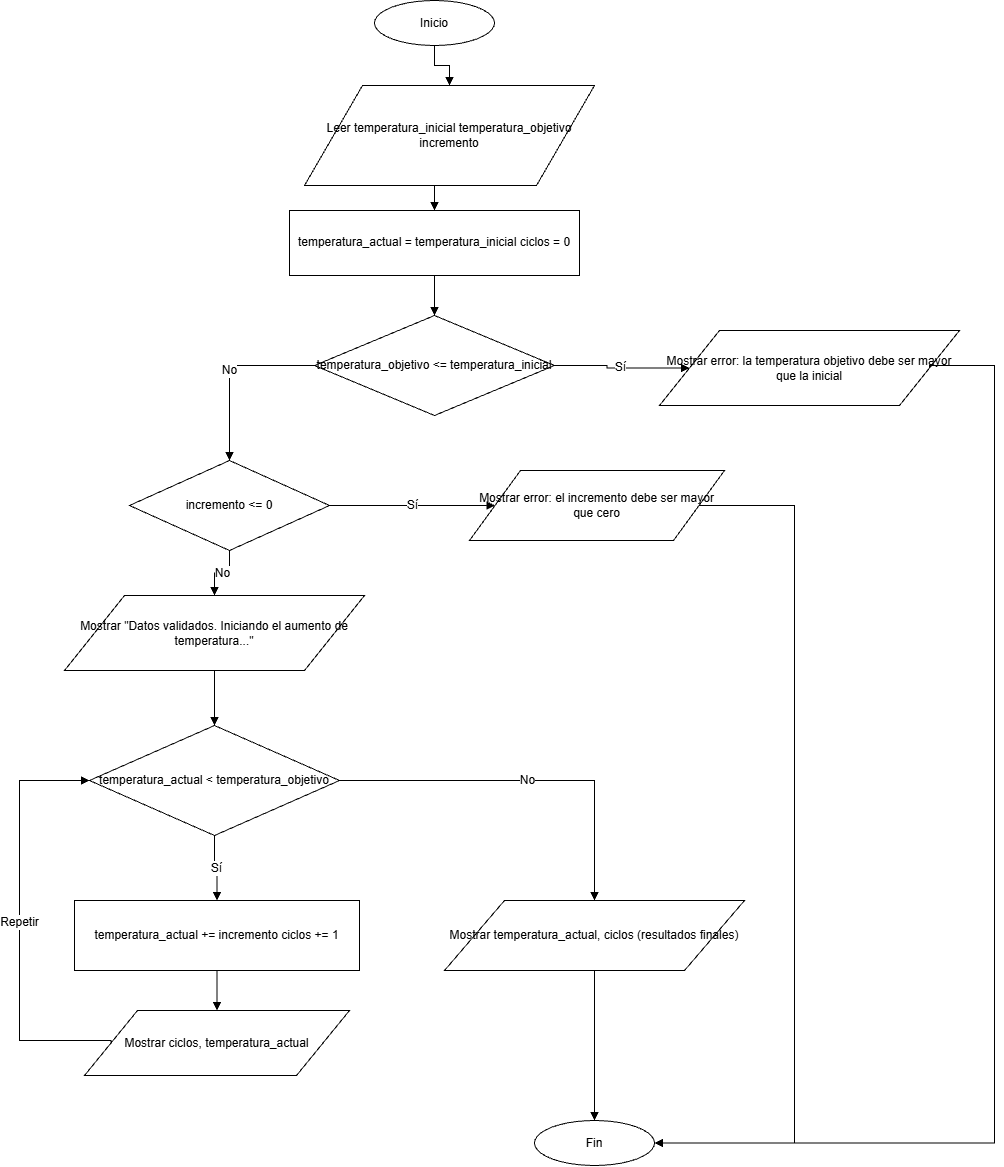 Inicio
Leer temperatura_inicial temperatura_objetivo
incremento
temperatura_actual = temperatura_inicial ciclos = 0
temperatura_objetivo <= temperatura_inicial
Sí
Mostrar error: la temperatura objetivo debe ser mayor
que la inicial
No
incremento <= 0
Sí
Mostrar error: el incremento debe ser mayor
que cero
No
Mostrar "Datos validados. Iniciando el aumento de
temperatura..."
temperatura_actual < temperatura_objetivo
No
Sí
Repetir
temperatura_actual += incremento ciclos += 1
Mostrar temperatura_actual, ciclos (resultados finales)
Mostrar ciclos, temperatura_actual
Fin